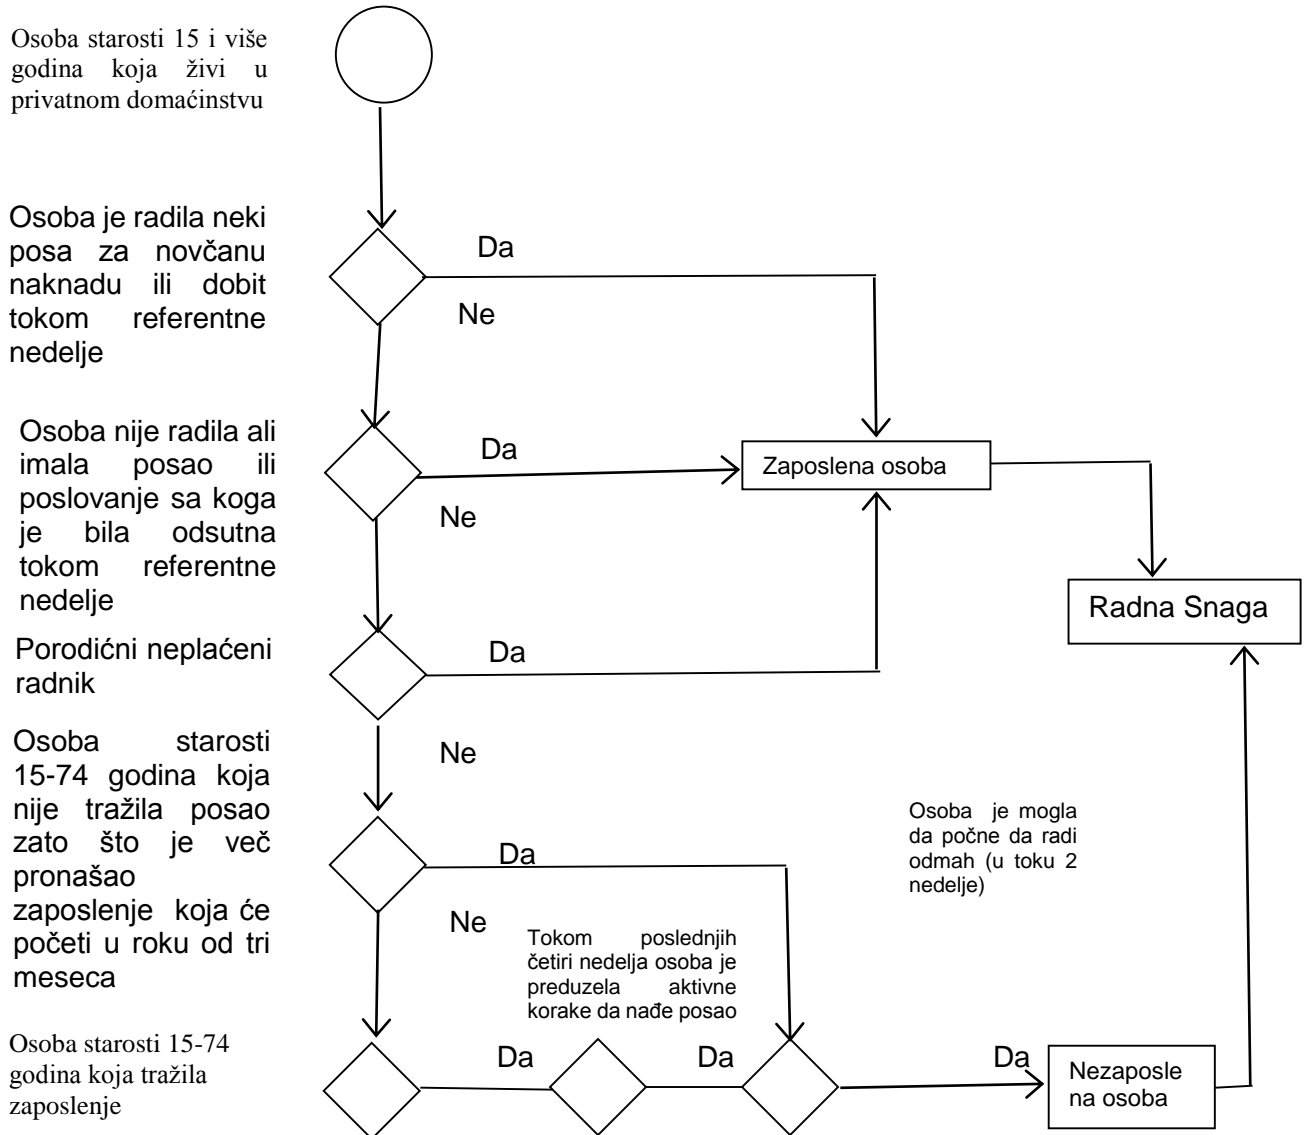 Osoba starosti 15 i više
godina koja živi u
privatnom domaćinstvu
Osoba je radila neki
posa za novčanu
naknadu ili dobit
tokom referentne
nedelje
Da
Ne
Osoba nije radila ali
imala posao ili
poslovanje sa koga
je bila odsutna
tokom referentne
nedelje
Da
Ne
Zaposlena osoba
Radna Snaga
Porodićni neplaćeni
radnik
Da
Ne
Osoba starosti
15-74 godina koja
nije tražila posao
zato što je več
pronašao
zaposlenje koja će
početi u roku od tri
meseca
Da
Ne
Osoba je mogla
da počne da radi
odmah (u toku 2
nedelje)
Tokom poslednjih
četiri nedelja osoba je
preduzela aktivne
korake da nađe posao
Osoba starosti 15-74
godina koja tražila
zaposlenje
Da
Da
Da
Nezaposle
na osoba